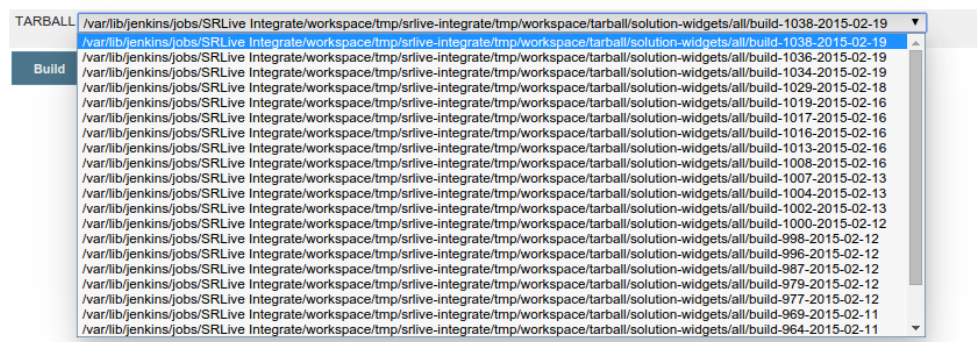 TARBALL /var/lib/jenkins/jobs/SRLive Integrate/workspace/tmp/srlive-integrate/tmp/workspace/tarball/solution-widgets/all/build-1038-2015-02-19
/var/lib/jenkins/jobs/SRLive Integrate/workspace/tmp/srlive-integrate/tmp/workspace/tarball/solution-widgets/all/build-1038-2015-02-19
/var/lib/jenkins/jobs/SRLive Integrate/workspace/tmp/srlive-integrate/tmp/workspace/tarball/solution-widgets/all/build-1036-2015-02-19
Build /var/lib/jenkins/jobs/SRLive Integrate/workspace/tmp/srlive-integrate/tmp/workspace/tarball/solution-widgets/all/build-1034-2015-02-19
/var/lib/jenkins/jobs/SRLive Integrate/workspace/tmp/srlive-integrate/tmp/workspace/tarball/solution-widgets/all/build-1029-2015-02-18
/var/lib/jenkins/jobs/SRLive Integrate/workspace/tmp/srlive-integrate/tmp/workspace/tarball/solution-widgets/all/build-1019-2015-02-16
/var/lib/jenkins/jobs/SRLive Integrate/workspace/tmp/srlive-integrate/tmp/workspace/tarball/solution-widgets/all/build-1017-2015-02-16
/var/lib/jenkins/jobs/SRLive Integrate/workspace/tmp/srlive-integrate/tmp/workspace/tarball/solution-widgets/all/build-1016-2015-02-16
/var/lib/jenkins/jobs/SRLive Integrate/workspace/tmp/srlive-integrate/tmp/workspace/tarball/solution-widgets/all/build-1013-2015-02-16
/var/lib/jenkins/jobs/SRLive Integrate/workspace/tmp/srlive-integrate/tmp/workspace/tarball/solution-widgets/all/build-1008-2015-02-16
/var/lib/jenkins/jobs/SRLive Integrate/workspace/tmp/srlive-integrate/tmp/workspace/tarball/solution-widgets/all/build-1007-2015-02-13
/var/lib/jenkins/jobs/SRLive Integrate/workspace/tmp/srlive-integrate/tmp/workspace/tarball/solution-widgets/all/build-1004-2015-02-13
/var/lib/jenkins/jobs/SRLive Integrate/workspace/tmp/srlive-integrate/tmp/workspace/tarball/solution-widgets/all/build-1002-2015-02-13
/var/lib/jenkins/jobs/SRLive Integrate/workspace/tmp/srlive-integrate/tmp/workspace/tarball/solution-widgets/all/build-1000-2015-02-12
/var/lib/jenkins/jobs/SRLive Integrate/workspace/tmp/srlive-integrate/tmp/workspace/tarball/solution-widgets/all/build-998-2015-02-12
/var/lib/jenkins/jobs/SRLive Integrate/workspace/tmp/srlive-integrate/tmp/workspace/tarball/solution-widgets/all/build-996-2015-02-12
/var/lib/jenkins/jobs/SRLive Integrate/workspace/tmp/srlive-integrate/tmp/workspace/tarball/solution-widgets/all/build-987-2015-02-12
/var/lib/jenkins/jobs/SRLive Integrate/workspace/tmp/srlive-integrate/tmp/workspace/tarball/solution-widgets/all/build-979-2015-02-12
/var/lib/jenkins/jobs/SRLive Integrate/workspace/tmp/srlive-integrate/tmp/workspace/tarball/solution-widgets/all/build-977-2015-02-12
/var/lib/jenkins/jobs/SRLive Integrate/workspace/tmp/srlive-integrate/tmp/workspace/tarball/solution-widgets/all/build-969-2015-02-11
/var/lib/jenkins/jobs/SRLive Integrate/workspace/tmp/srlive-integrate/tmp/workspace/tarball/solution-widgets/all/build-964-2015-02-11